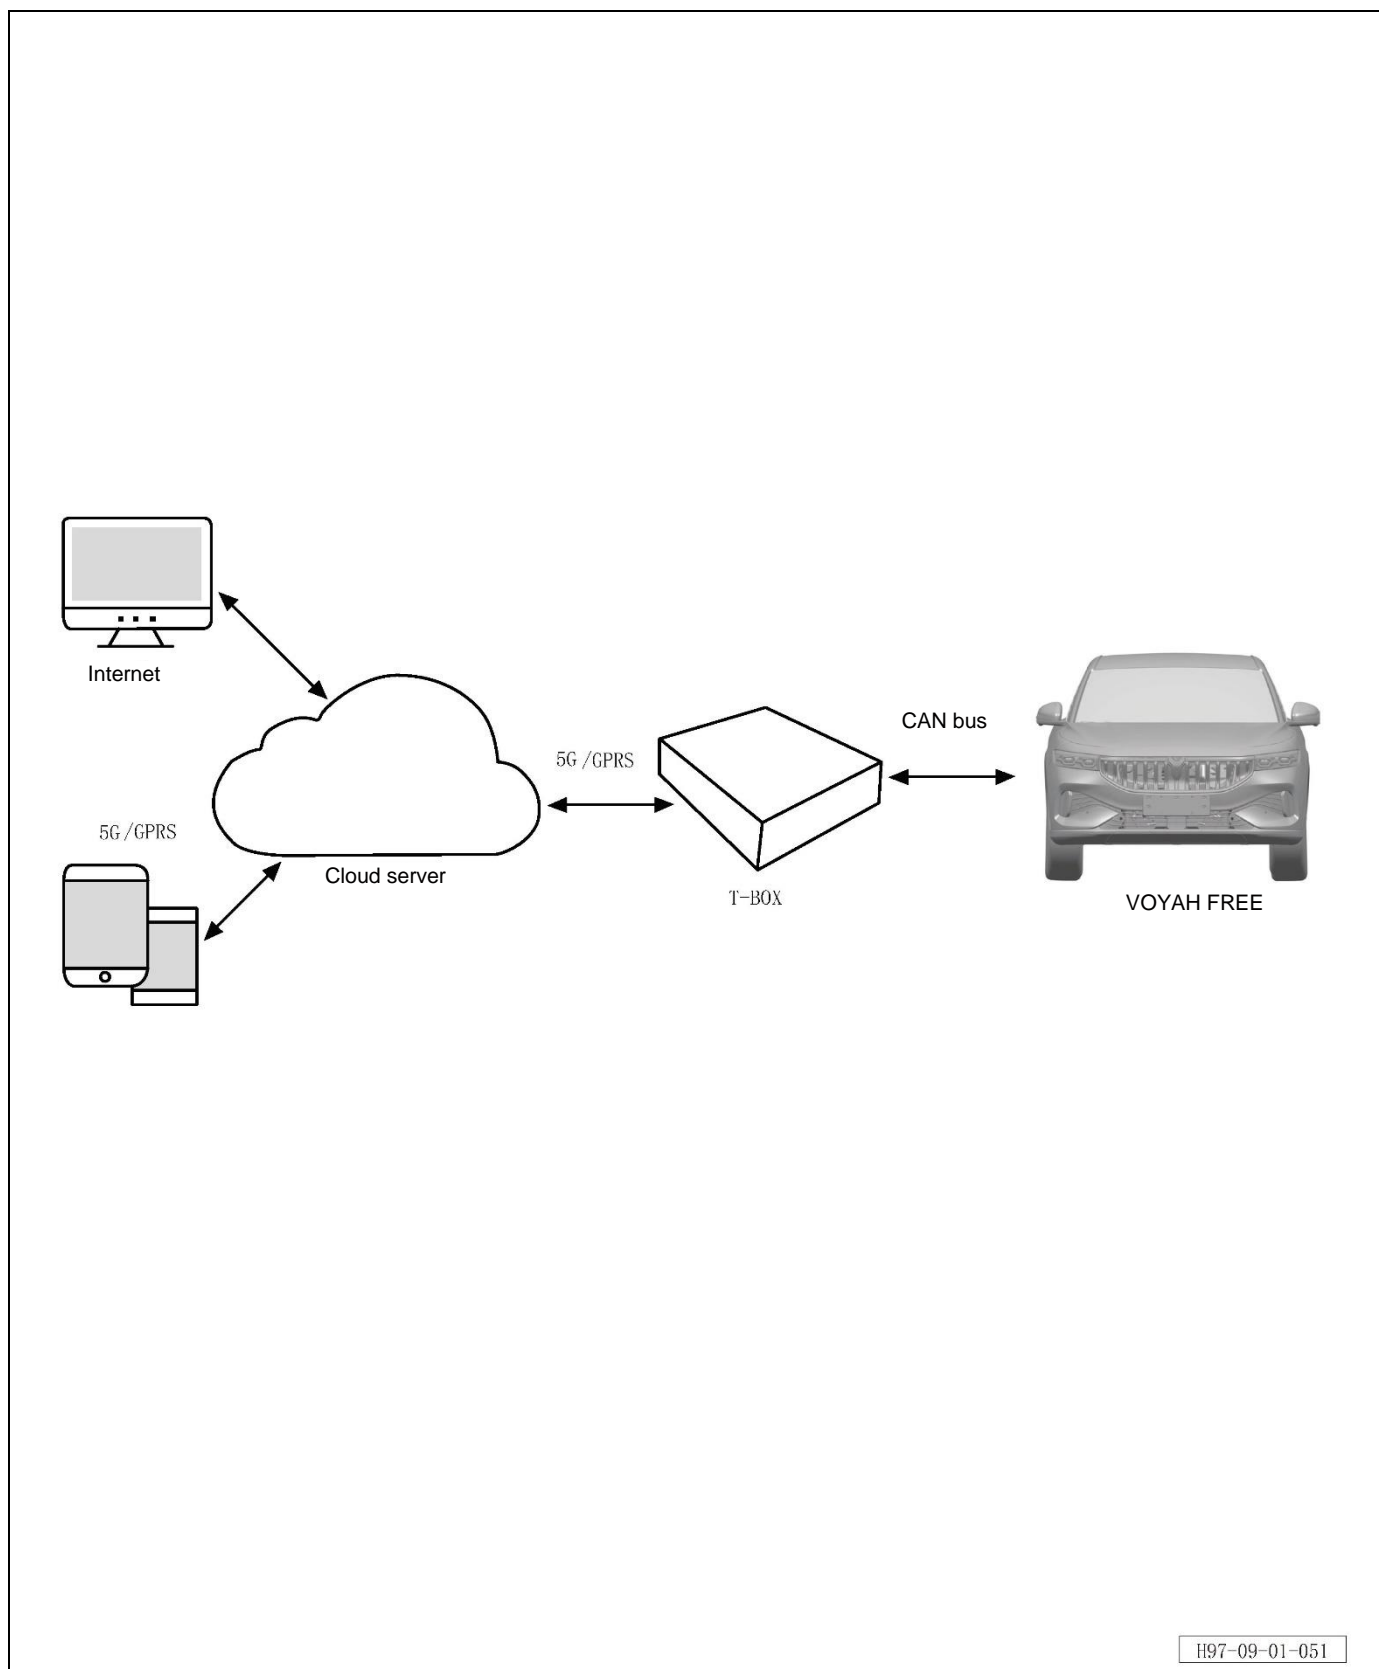 Internet
CAN bus
5G/GPRS
5G/GPRS
Cloud server
T-BOX
VOYAH FREE
H97-09-01-051